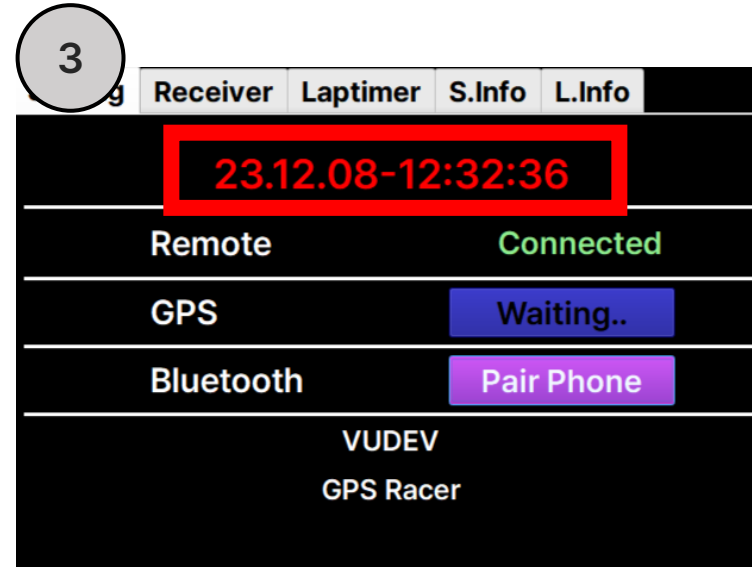 3
Receiver Laptimer S.Info L.Info
23.12.08-12:32:36
Remote Connected
GPS Waiting..
Bluetooth Pair Phone
VUDEV
GPS Racer